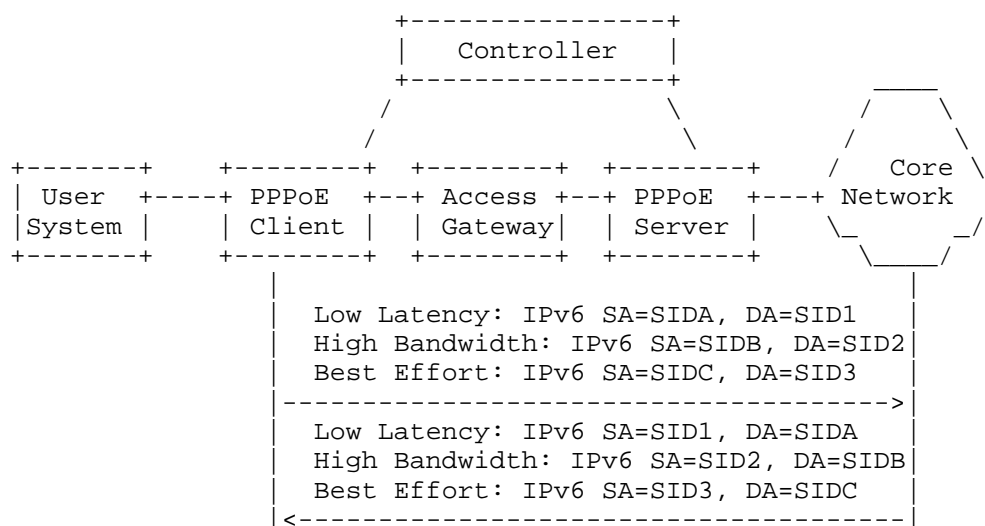 Controller
Core
User PPPoE Access PPPoE Network
System Client Gateway Server
Low Latency: IPv6 SA=SIDA, DA=SID1
High Bandwidth: IPv6 SA=SIDB, DA=SID2
Best Effort: IPv6 SA=SIDC, DA=SID3
Low Latency: IPv6 SA=SID1, DA=SIDA
High Bandwidth: IPv6 SA=SID2, DA=SIDB
Best Effort: IPv6 SA=SID3, DA=SIDC